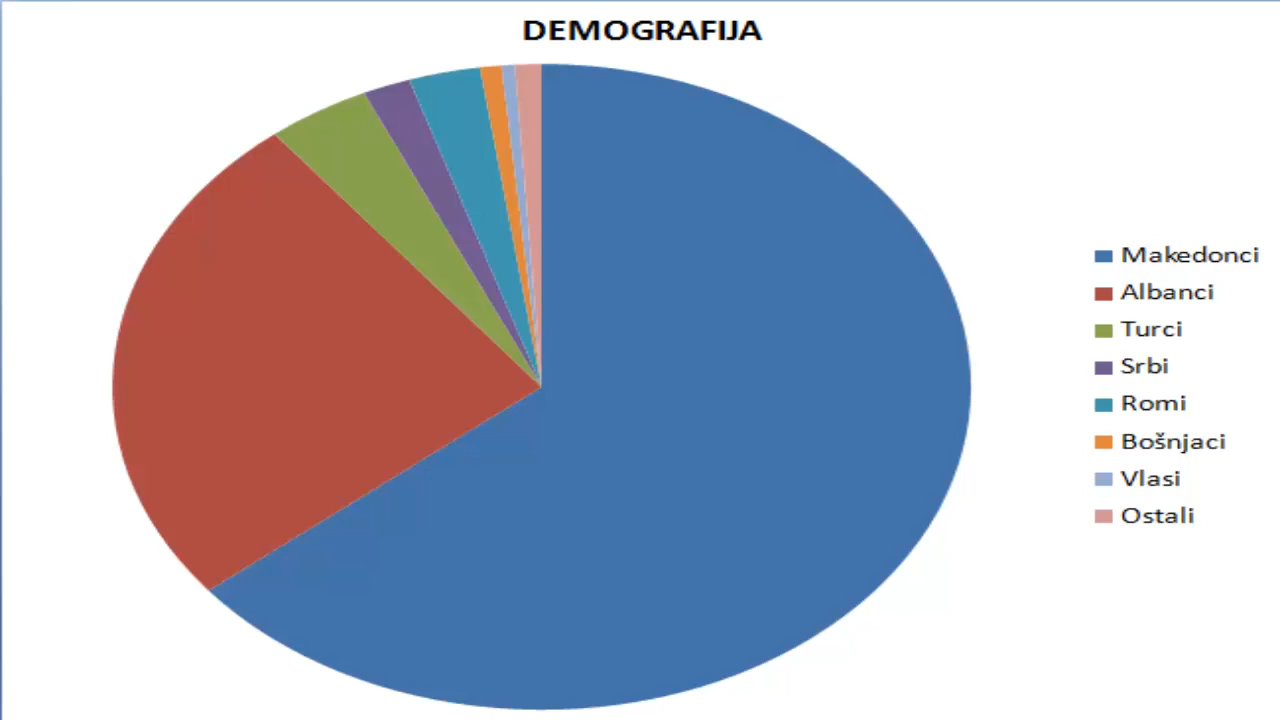 DEMOGRAFIJA
Makedonci
Albanci
Turci
Srbi
Romi
Bošnjaci
Vlasi
Ostali